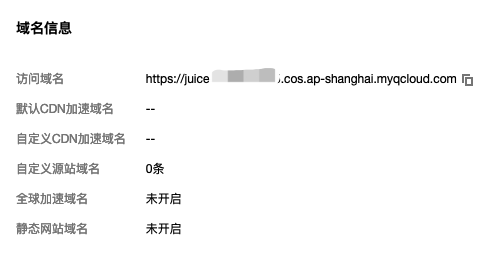 域名信息
访问域名 https://juice .cos.ap-shanghai.myqcloud.com
默认CDN加速域名 --
自定义CDN加速域名 --
自定义源站域名 0条
全球加速域名 未开启
静态网站域名 未开启